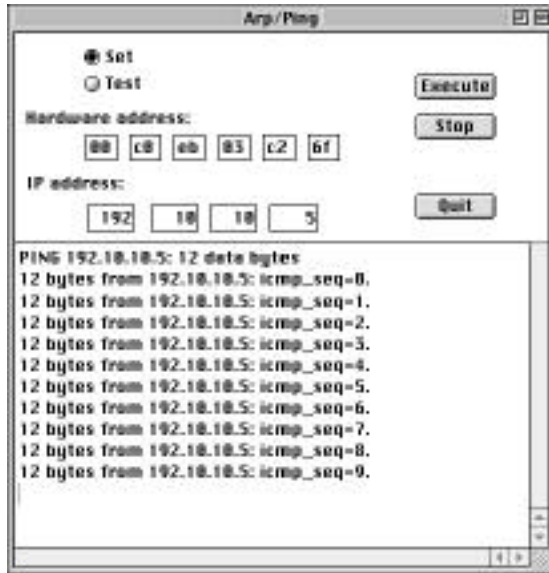 Arp/Ping
Set
Test
Execute
Hardware address:
Stop
00 c0 eb 03 c2 6f
IP address:
192 10 10 5
Quit
PING 192.10.10.5: 12 data bytes
12 bytes from 192.10.10.5: icmp_seq=0.
12 bytes from 192.10.10.5: icmp_seq=1.
12 bytes from 192.10.10.5: icmp_seq=2.
12 bytes from 192.10.10.5: icmp_seq=3.
12 bytes from 192.10.10.5: icmp_seq=4.
12 bytes from 192.10.10.5: icmp_seq=5.
12 bytes from 192.10.10.5: icmp_seq=6.
12 bytes from 192.10.10.5: icmp_seq=7.
12 bytes from 192.10.10.5: icmp_seq=8.
12 bytes from 192.10.10.5: icmp_seq=9.